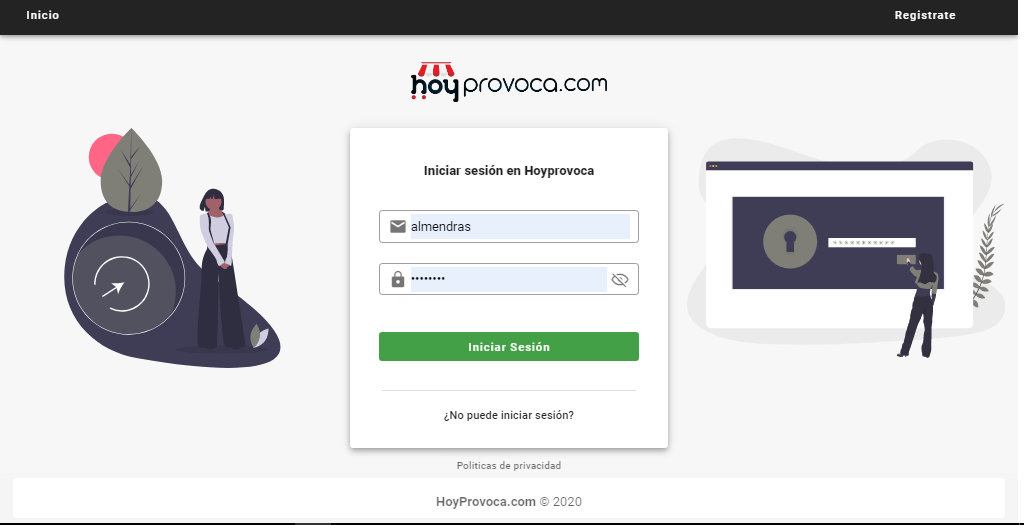 Inicio
Registrate
hoyprovoca.com
Iniciar sesión en Hoyprovoca
almendras
••••••••
Iniciar Sesión
¿No puede iniciar sesión?
Politicas de privacidad
HoyProvoca.com © 2020